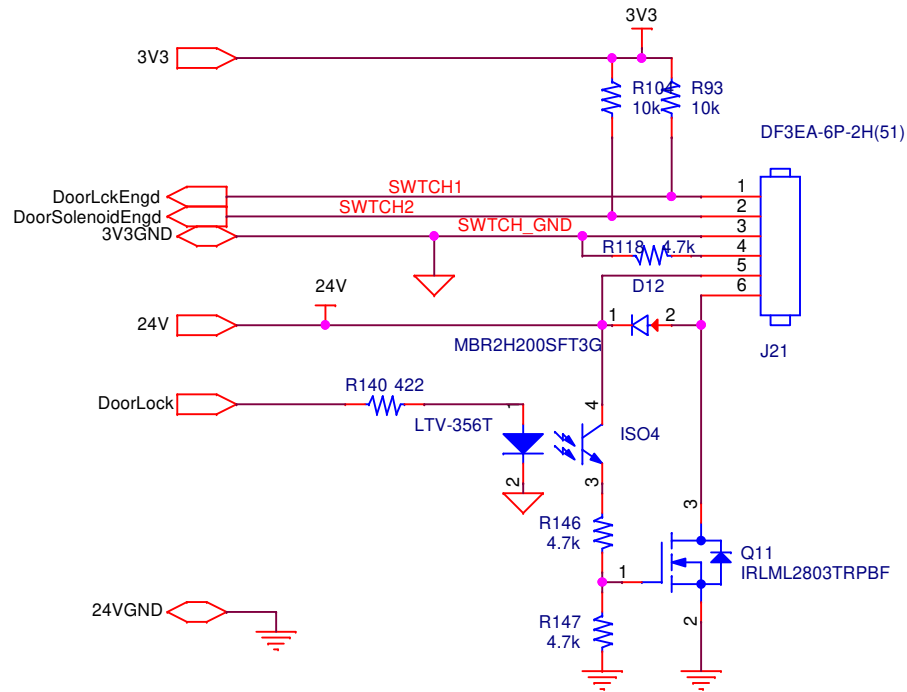 3V3
3V3
R104
10k
R93
10k
DF3EA-6P-2H(51)
DoorLckEngd
SWTCH1
1
DoorSolenoidEngd
SWTCH2
2
3V3GND
SWTCH_GND
3
R118 4.7k
4
5
D12
6
24V
24V
1
2
MBR2H200SFT3G
J21
DoorLock
R140 422
1
LTV-356T
4
ISO4
2
3
R146
4.7k
3
1
Q11
IRLML2803TRPBF
24VGND
R147
4.7k
2